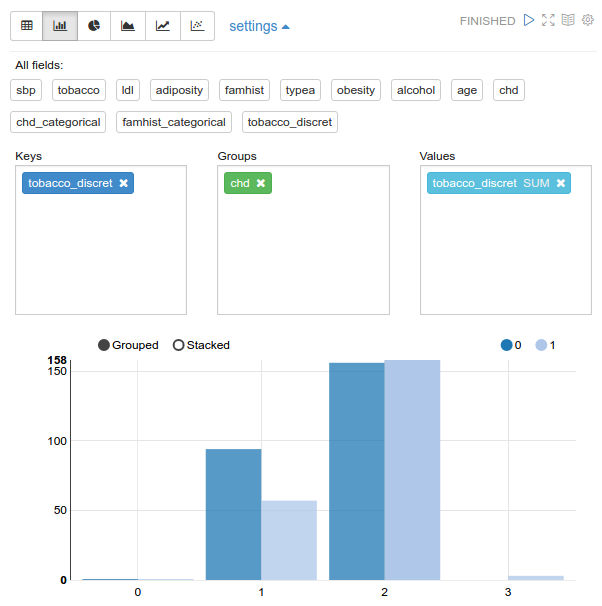 settings FINISHED
All fields:
sbp tobacco ldl adiposity famhist typea obesity alcohol age chd
chd_categorical famhist_categorical tobacco_discret
Keys Groups Values
tobacco_discret chd tobacco_discret SUM
Grouped Stacked 0 1
158
150
100
50
0
0 1 2 3